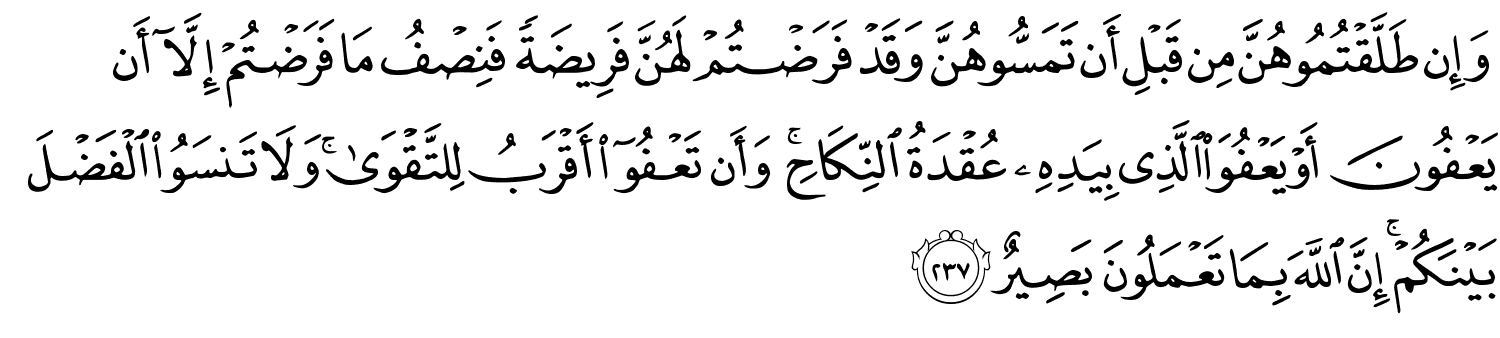 وَإِن طَلَّقْتُمُوهُنَّ مِن قَبْلِ أَن تَمَسُّوهُنَّ وَقَدْ فَرَضْتُمْ لَهُنَّ فَرِيضَةً فَنِصْفُ مَا فَرَضْتُمْ إِلَّآ أَن
يَعْفُونَ أَوْ يَعْفُوَا۟ ٱلَّذِى بِيَدِهِۦ عُقْدَةُ ٱلنِّكَاحِ ۚ وَأَن تَعْفُوٓا۟ أَقْرَبُ لِلتَّقْوَىٰ ۚ وَلَا تَنسَوُا۟ ٱلْفَضْلَ
بَيْنَكُمْ ۚ إِنَّ ٱللَّهَ بِمَا تَعْمَلُونَ بَصِيرٌ ٢٣٧